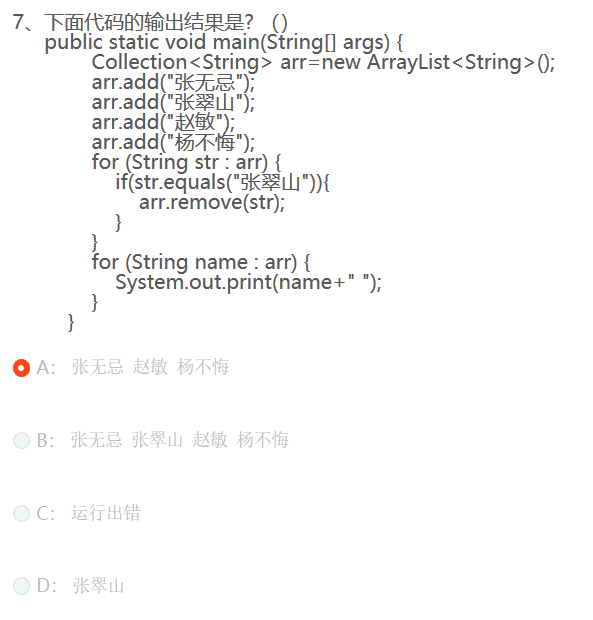 7、下面代码的输出结果是？（）
public static void main(String[] args) {
Collection<String> arr=new ArrayList<String>();
arr.add("张无忌");
arr.add("张翠山");
arr.add("赵敏");
arr.add("杨不悔");
for (String str : arr) {
if(str.equals("张翠山")){
arr.remove(str);
}
}
for (String name : arr) {
System.out.print(name+" ");
}
}
A: 张无忌 赵敏 杨不悔
B: 张无忌 张翠山 赵敏 杨不悔
C: 运行出错
D: 张翠山